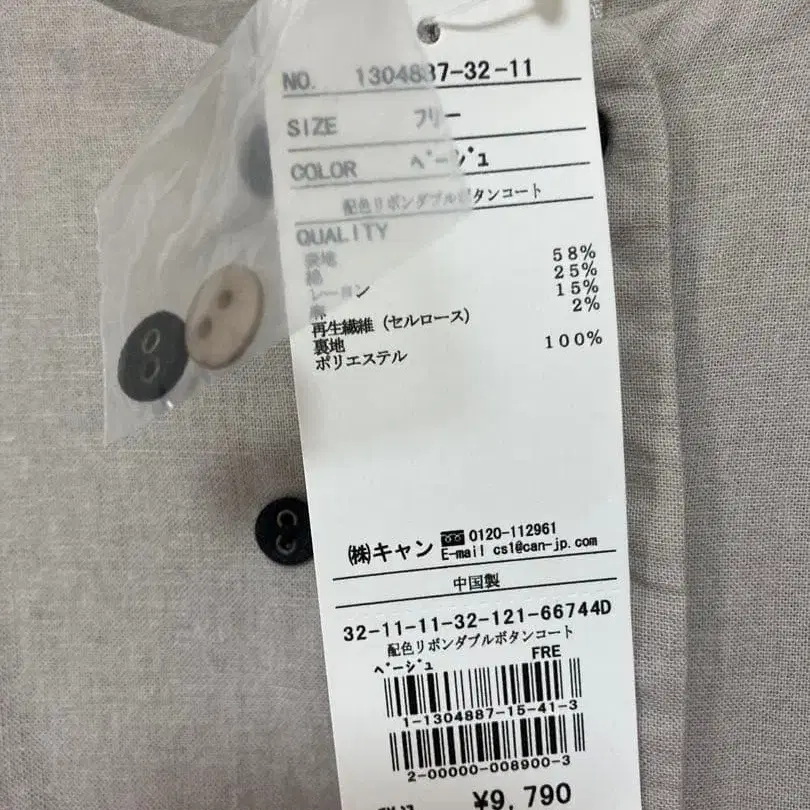 NO. 1304887-32-11
SIZE フリー
COLOR ベージュ
配色リボンダブルボタンコート
QUALITY
表地
綿 58%
レーヨン 25%
麻 15%
再生繊維（セルロース） 2%
裏地
ポリエステル 100%
㈱キャン 0120-112961
E-mail cs1@can-jp.com
中国製
32-11-11-32-121-66744D
配色リボンダブルボタンコート
ベージュ FRE
1-1304887-15-41-3
2-00000-008900-3
¥9,790